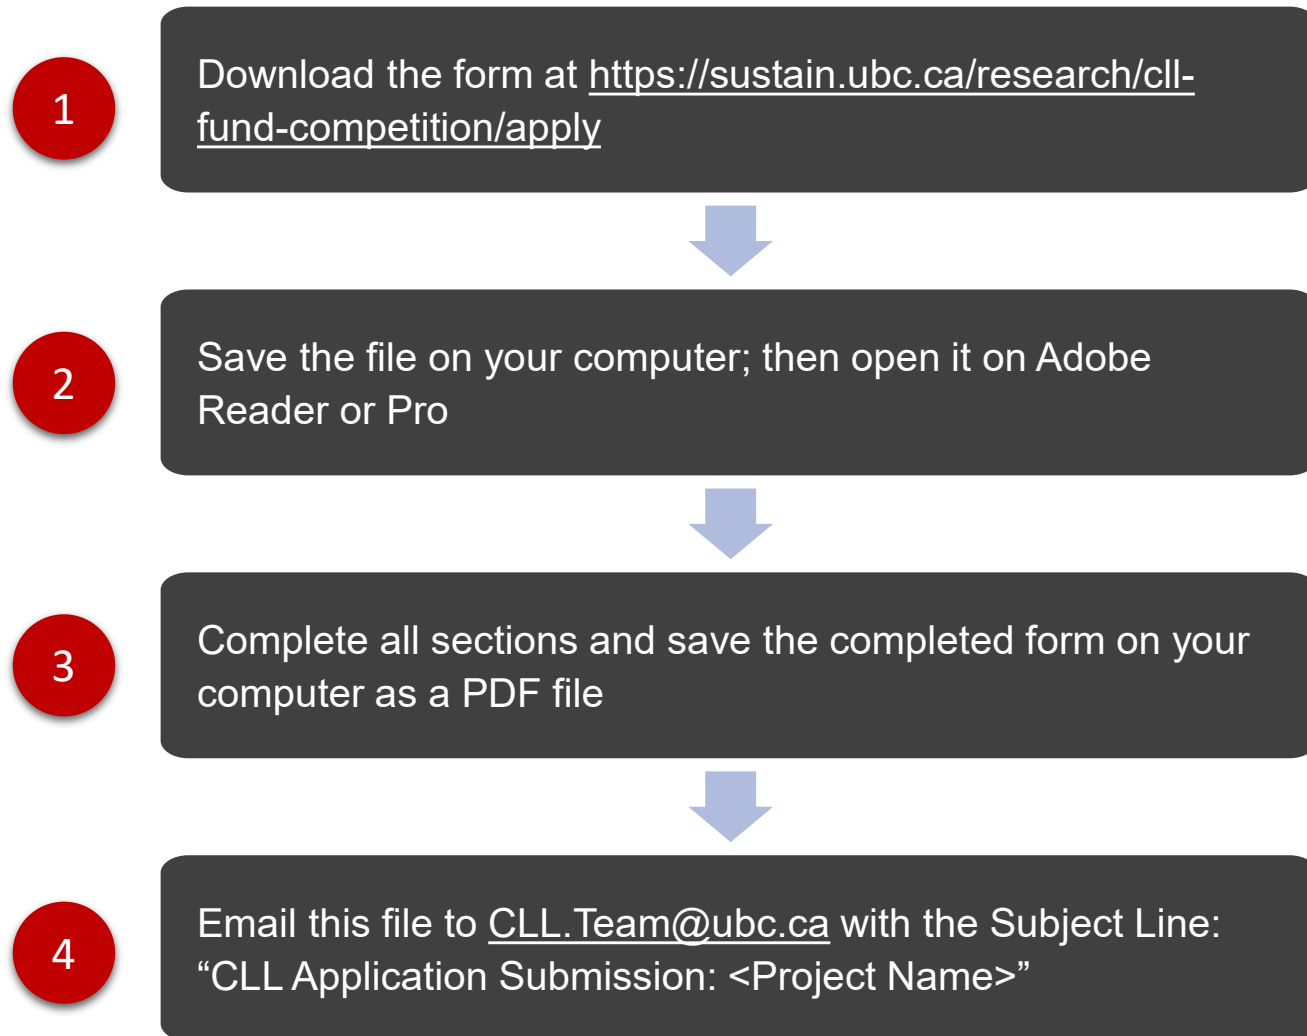 1
Download the form at https://sustain.ubc.ca/research/cll-
fund-competition/apply
2
Save the file on your computer; then open it on Adobe
Reader or Pro
3
Complete all sections and save the completed form on your
computer as a PDF file
4
Email this file to CLL.Team@ubc.ca with the Subject Line:
“CLL Application Submission: <Project Name>”